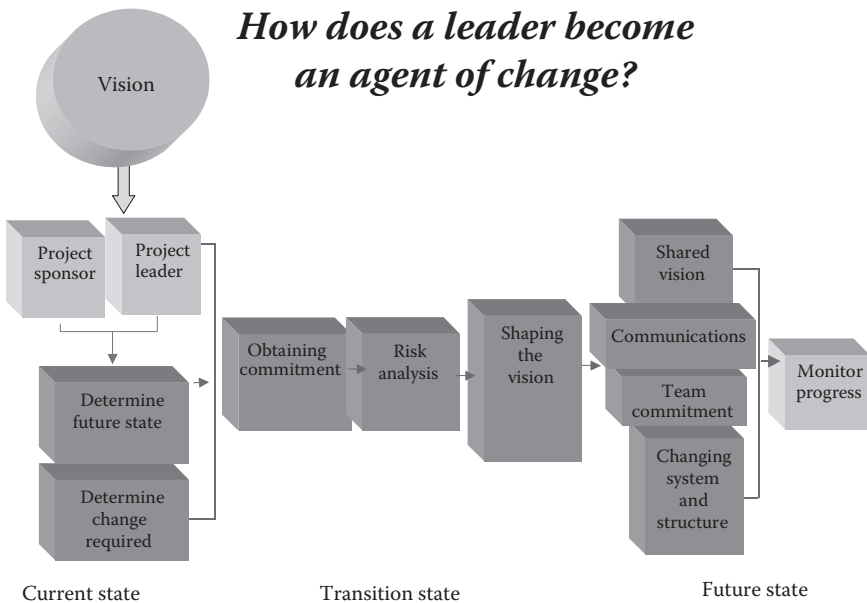 How does a leader become
an agent of change?
Vision
Project
sponsor
Project
leader
Determine
future state
Determine
change
required
Obtaining
commitment
Risk
analysis
Shaping
the
vision
Shared
vision
Communications
Team
commitment
Changing
system
and
structure
Monitor
progress
Current state
Transition state
Future state